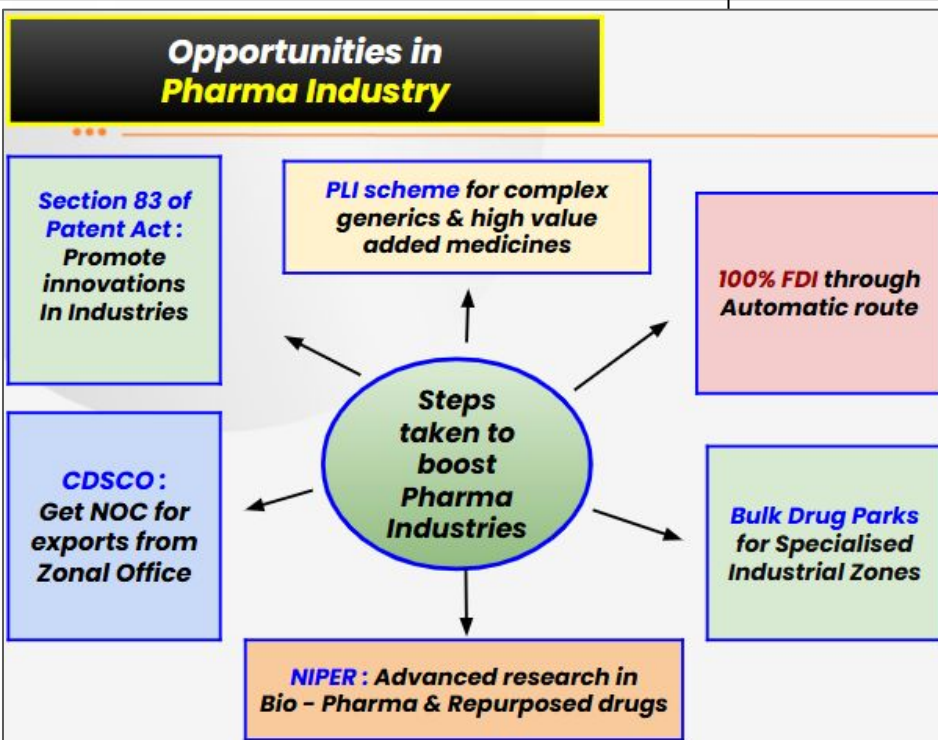 Opportunities in
Pharma Industry
Section 83 of
Patent Act :
Promote
innovations
In Industries
PLI scheme for complex
generics & high value
added medicines
100% FDI through
Automatic route
Steps
taken to
boost
Pharma
Industries
CDSCO :
Get NOC for
exports from
Zonal Office
Bulk Drug Parks
for Specialised
Industrial Zones
NIPER : Advanced research in
Bio - Pharma & Repurposed drugs